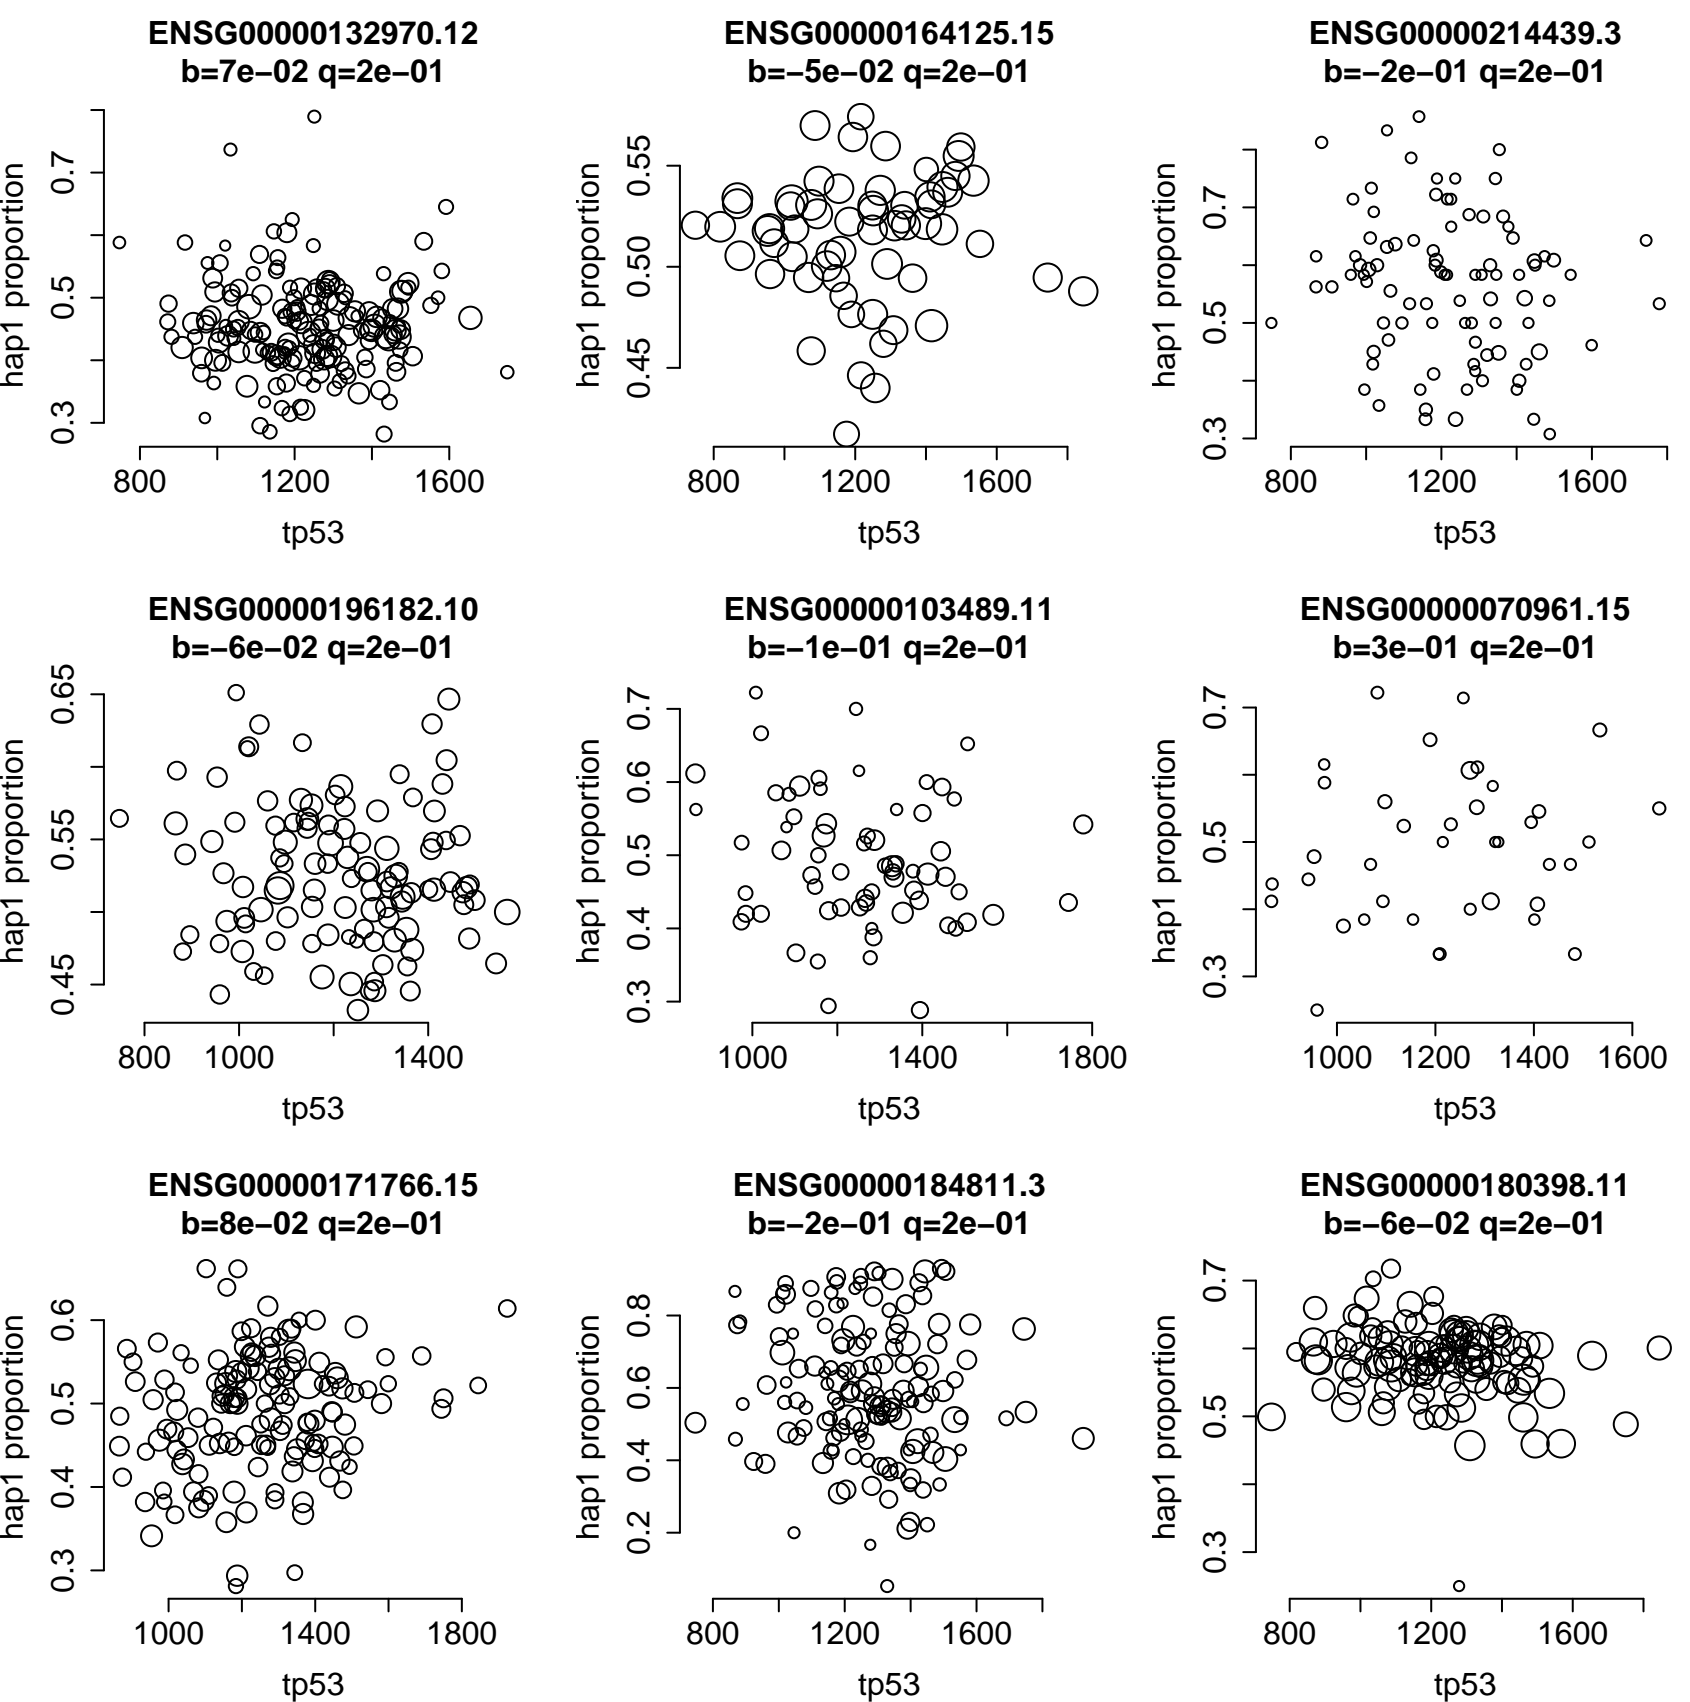 ENSG00000132970.12
b=7e−02 q=2e−01
hap1 proportion
0.3 0.5 0.7
800 1200 1600
tp53
ENSG00000164125.15
b=−5e−02 q=2e−01
hap1 proportion
0.45 0.50 0.55
800 1200 1600
tp53
ENSG00000214439.3
b=−2e−01 q=2e−01
hap1 proportion
0.3 0.5 0.7
800 1200 1600
tp53
ENSG00000196182.10
b=−6e−02 q=2e−01
hap1 proportion
0.45 0.55 0.65
800 1000 1400
tp53
ENSG00000103489.11
b=−1e−01 q=2e−01
hap1 proportion
0.3 0.4 0.5 0.6 0.7
1000 1400 1800
tp53
ENSG00000070961.15
b=3e−01 q=2e−01
hap1 proportion
0.3 0.5 0.7
1000 1200 1400 1600
tp53
ENSG00000171766.15
b=8e−02 q=2e−01
hap1 proportion
0.3 0.4 0.5 0.6
1000 1400 1800
tp53
ENSG00000184811.3
b=−2e−01 q=2e−01
hap1 proportion
0.2 0.4 0.6 0.8
800 1200 1600
tp53
ENSG00000180398.11
b=−6e−02 q=2e−01
hap1 proportion
0.3 0.5 0.7
800 1200 1600
tp53